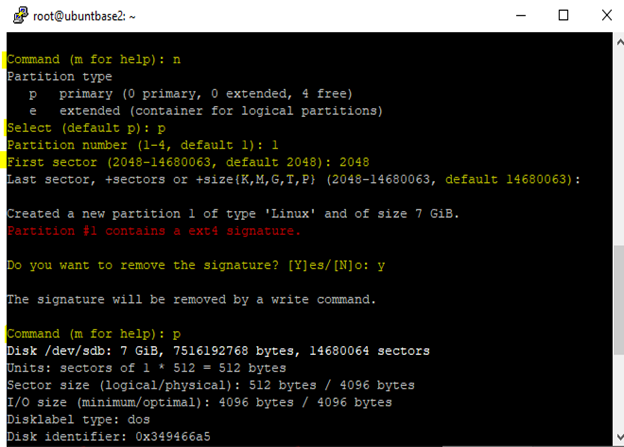 root@ubuntbase2: ~
Command (m for help): n
Partition type
p primary (0 primary, 0 extended, 4 free)
e extended (container for logical partitions)
Select (default p): p
Partition number (1-4, default 1): 1
First sector (2048-14680063, default 2048): 2048
Last sector, +sectors or +size{K,M,G,T,P} (2048-14680063, default 14680063):
Created a new partition 1 of type 'Linux' and of size 7 GiB.
Partition #1 contains a ext4 signature.
Do you want to remove the signature? [Y]es/[N]o: y
The signature will be removed by a write command.
Command (m for help): p
Disk /dev/sdb: 7 GiB, 7516192768 bytes, 14680064 sectors
Units: sectors of 1 * 512 = 512 bytes
Sector size (logical/physical): 512 bytes / 4096 bytes
I/O size (minimum/optimal): 4096 bytes / 4096 bytes
Disklabel type: dos
Disk identifier: 0x349466a5